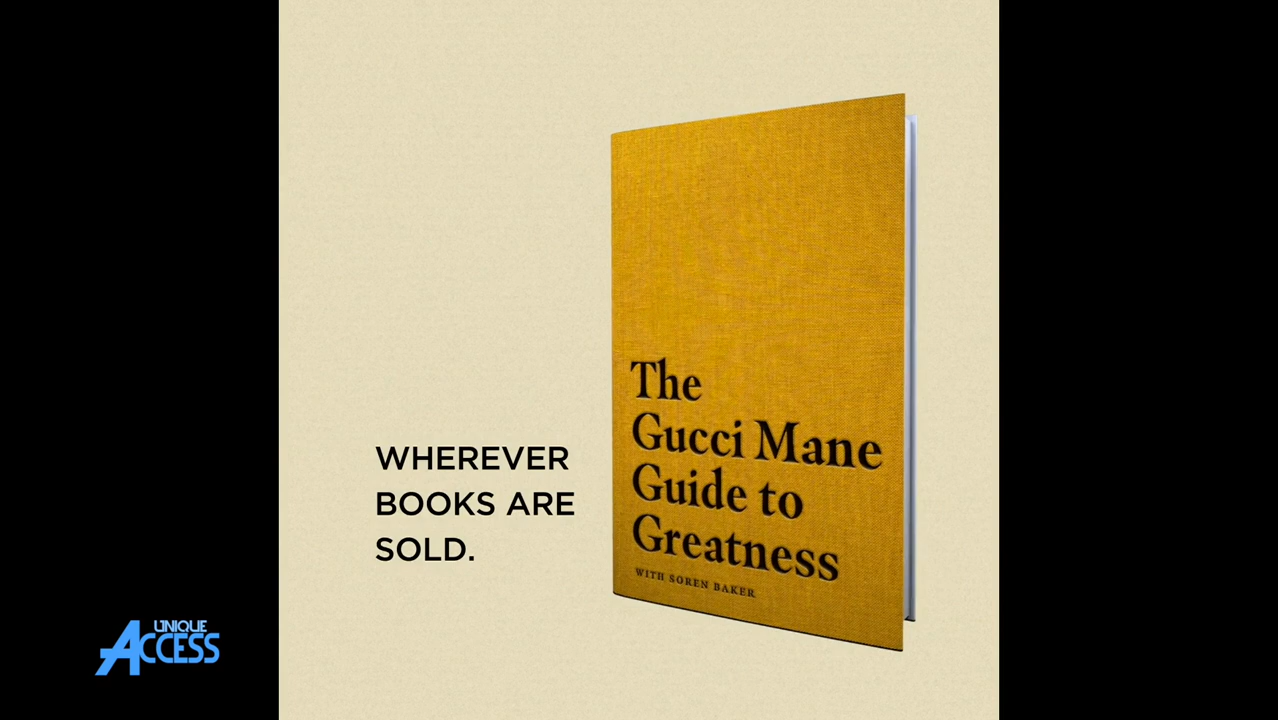 The
Gucci Mane
Guide to
Greatness
WITH SOREN BAKER
WHEREVER
BOOKS ARE
SOLD.
UNIQUE
ACCESS